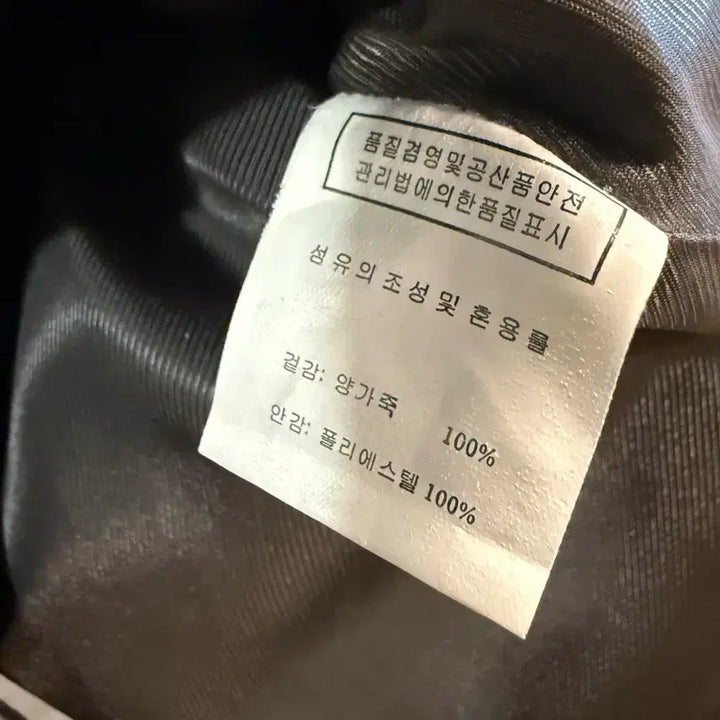 품질경영및공산품안전
관리법에의한품질표시
섬유의 조성 및 혼용률
겉감: 양가죽 100%
안감: 폴리에스텔 100%